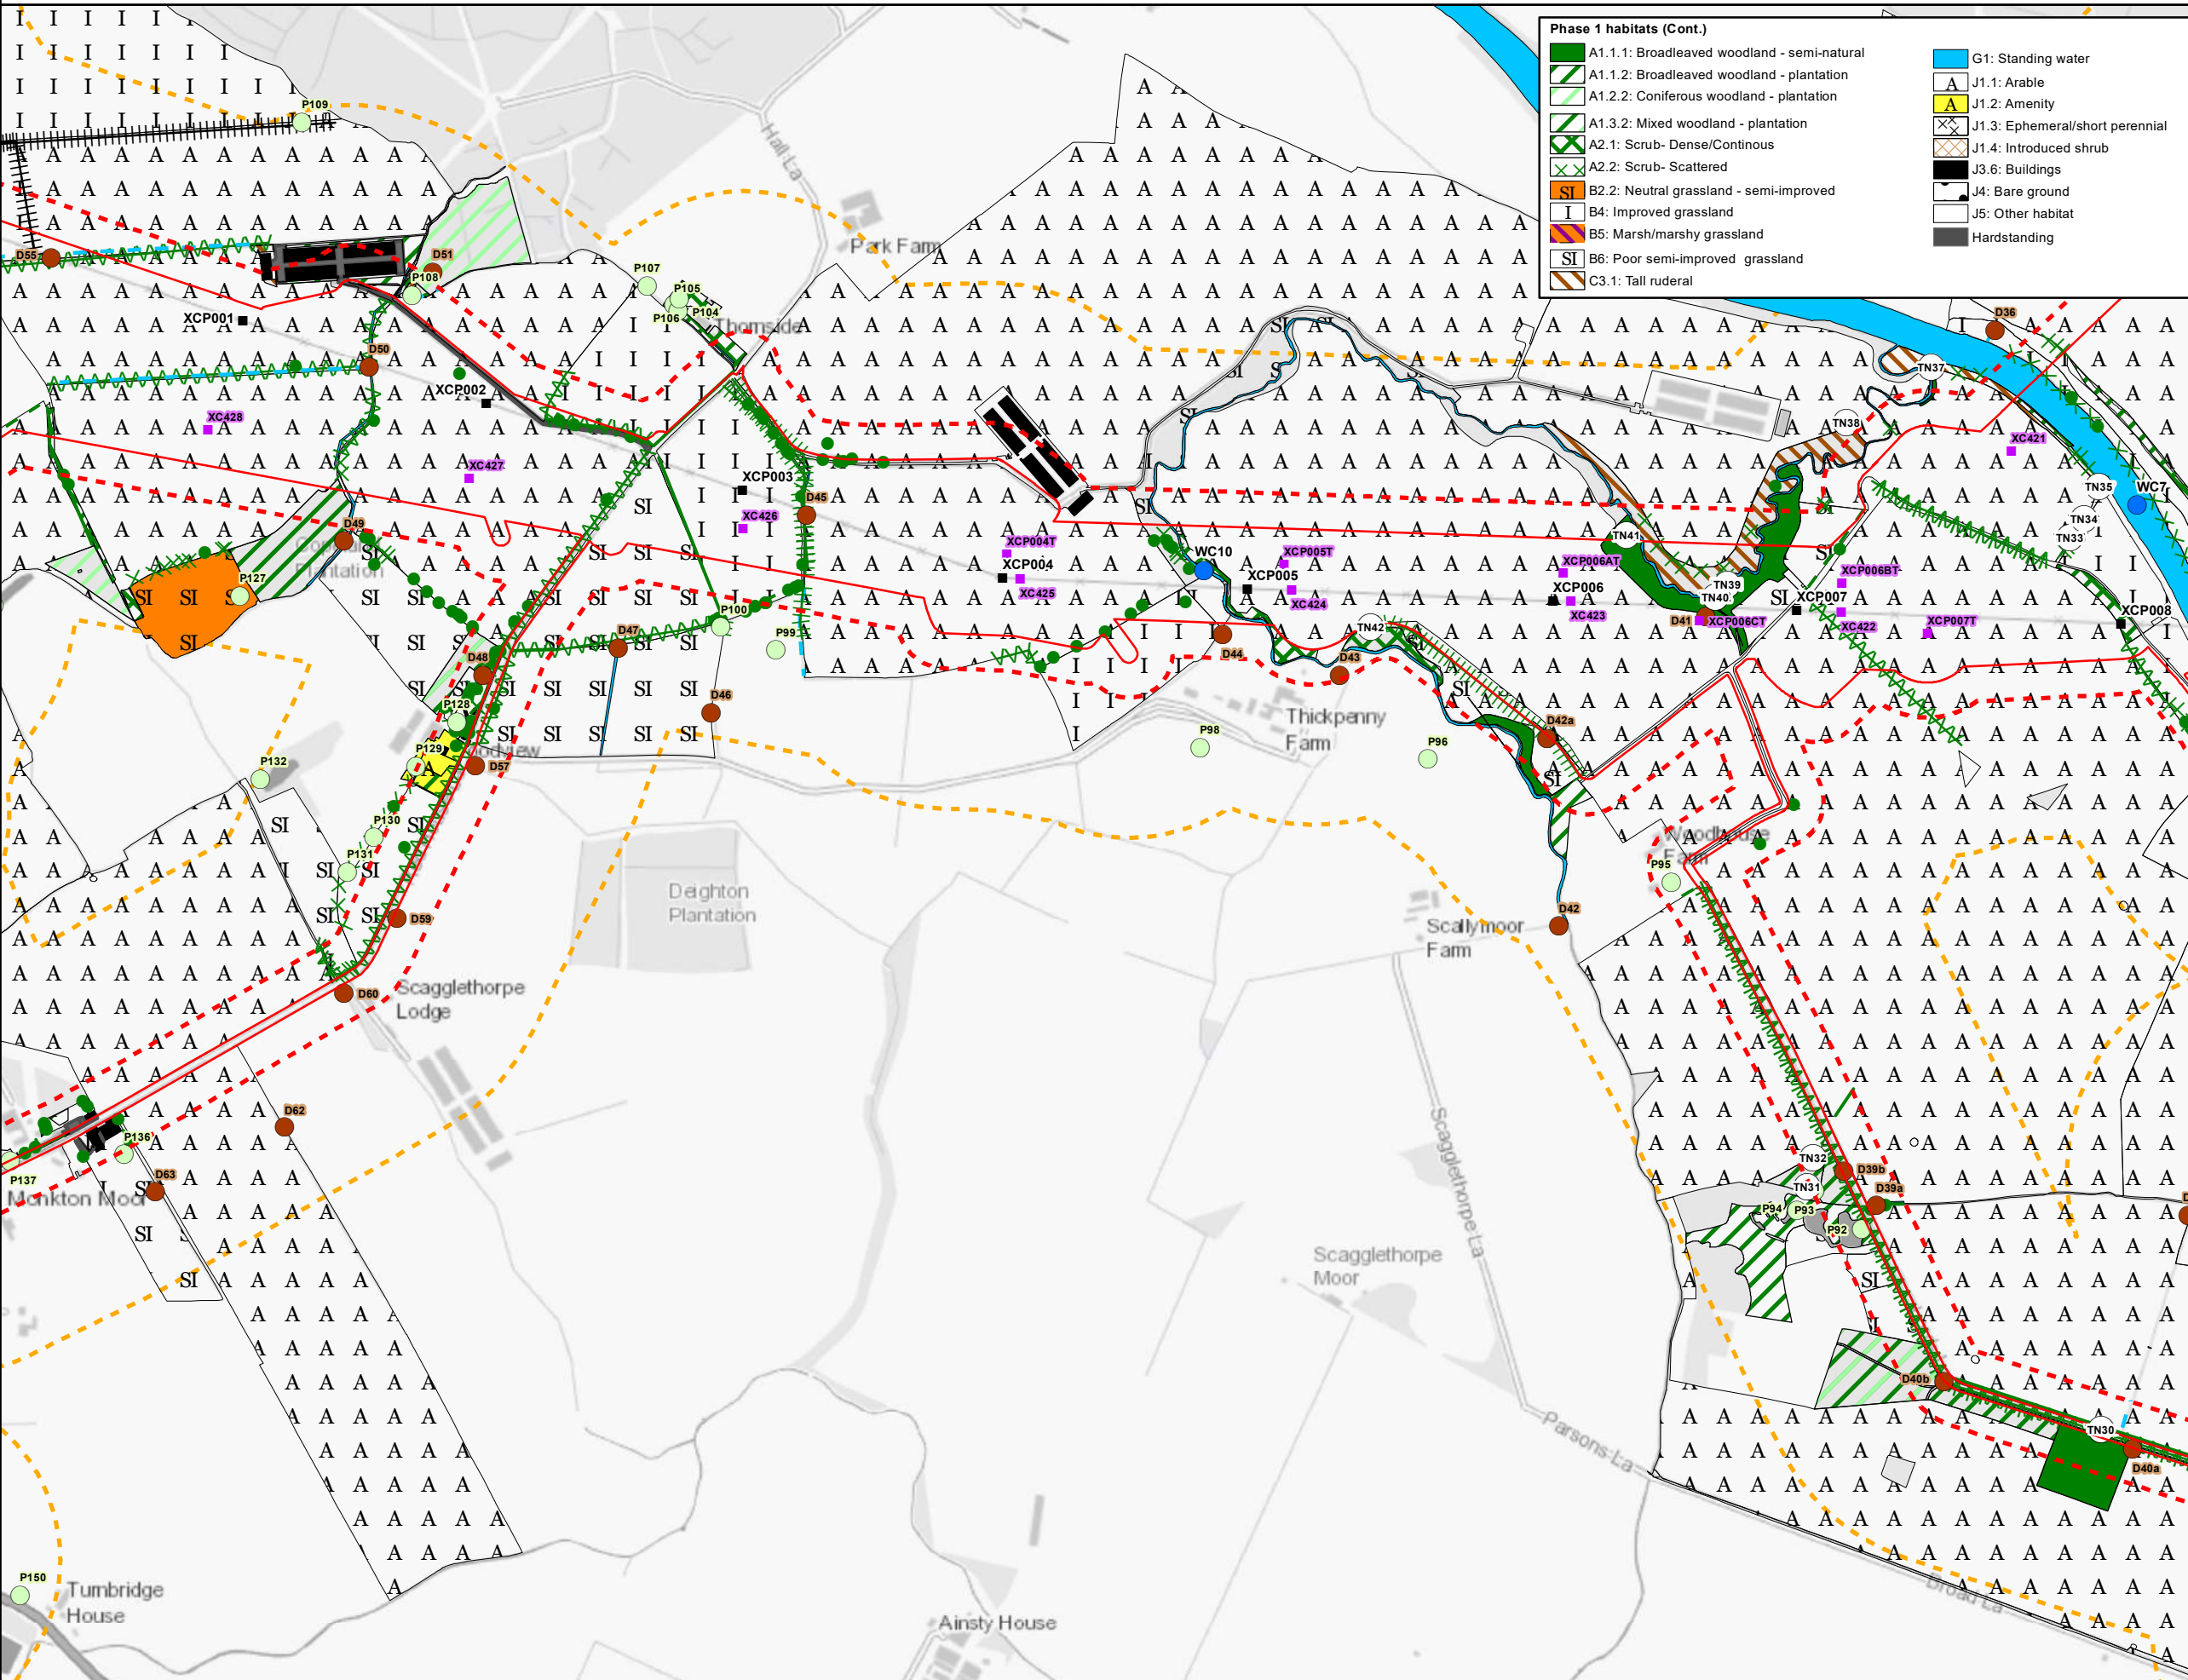 Phase 1 habitats (Cont.)
A1.1.1: Broadleaved woodland - semi-natural
A1.1.2: Broadleaved woodland - plantation
A1.2.2: Coniferous woodland - plantation
A1.3.2: Mixed woodland - plantation
A2.1: Scrub- Dense/Continous
A2.2: Scrub- Scattered
SI B2.2: Neutral grassland - semi-improved
I B4: Improved grassland
B5: Marsh/marshy grassland
SI B6: Poor semi-improved grassland
C3.1: Tall ruderal
G1: Standing water
A J1.1: Arable
A J1.2: Amenity
J1.3: Ephemeral/short perennial
J1.4: Introduced shrub
J3.6: Buildings
J4: Bare ground
J5: Other habitat
Hardstanding
P109
Hall La
Park Farm
D55
D51
P108
P107
P105
P106
P104
Thornside
XCP001
D50
XCP002
XC428
XC427
XCP003
XC426
D45
D49
Plantation
P127
P100
P99
D47
D48
D46
P128
P129
D57
P132
P130
P131
D59
D60
Scagglethorpe
Lodge
Deighton
Plantation
D62
P136
D63
P137
Monkton Moor
P150
Turnbridge
House
Ainsty House
XCP004T
XCP004
XC425
WC10
XCP005T
XCP005
XC424
D44
D43
TN42
P98
Thickpenny
Farm
P96
D42a
D42
Scallymoor
Farm
Scagglethorpe La
Scagglethorpe
Moor
Parsons La
Broad La
D36
TN37
TN38
XC421
TN35
WC7
TN34
TN33
TN41
XCP006AT
XCP006
XC423
TN39
TN40
D41
XCP006CT
XCP006BT
XCP007
XC422
XCP007T
XCP008
Woodhouse
Farm
P95
TN32
TN31
D39b
D39a
P94
P93
P92
D40b
TN30
D40a